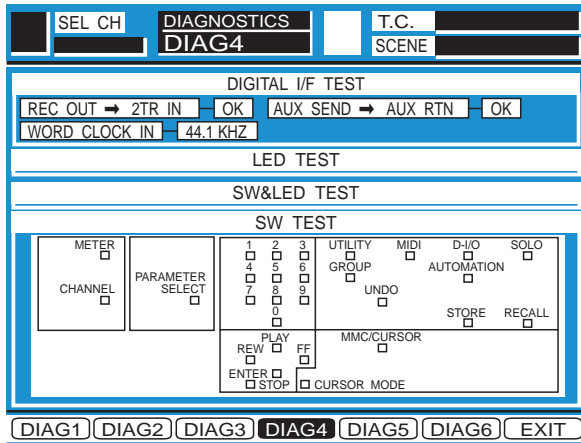 SEL CH DIAGNOSTICS T.C.
DIAG4 SCENE
DIGITAL I/F TEST
REC OUT ➡ 2TR IN OK AUX SEND ➡ AUX RTN OK
WORD CLOCK IN 44.1 KHZ
LED TEST
SW&LED TEST
SW TEST
METER
CHANNEL
PARAMETER
SELECT
1 2 3
4 5 6
7 8 9
0
UTILITY MIDI D-I/O SOLO
GROUP AUTOMATION
UNDO
STORE RECALL
PLAY
REW FF
ENTER
STOP
MMC/CURSOR
CURSOR MODE
DIAG1 DIAG2 DIAG3 DIAG4 DIAG5 DIAG6 EXIT